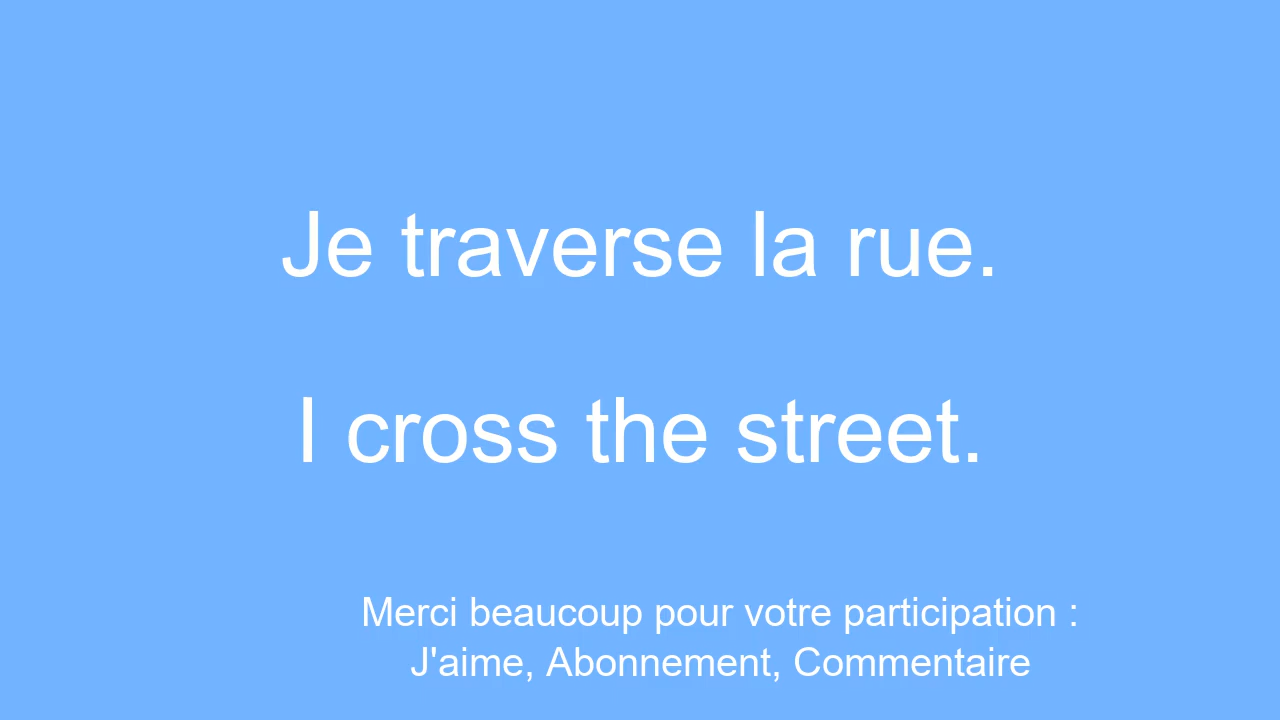 Je traverse la rue.
I cross the street.
Merci beaucoup pour votre participation :
J'aime, Abonnement, Commentaire